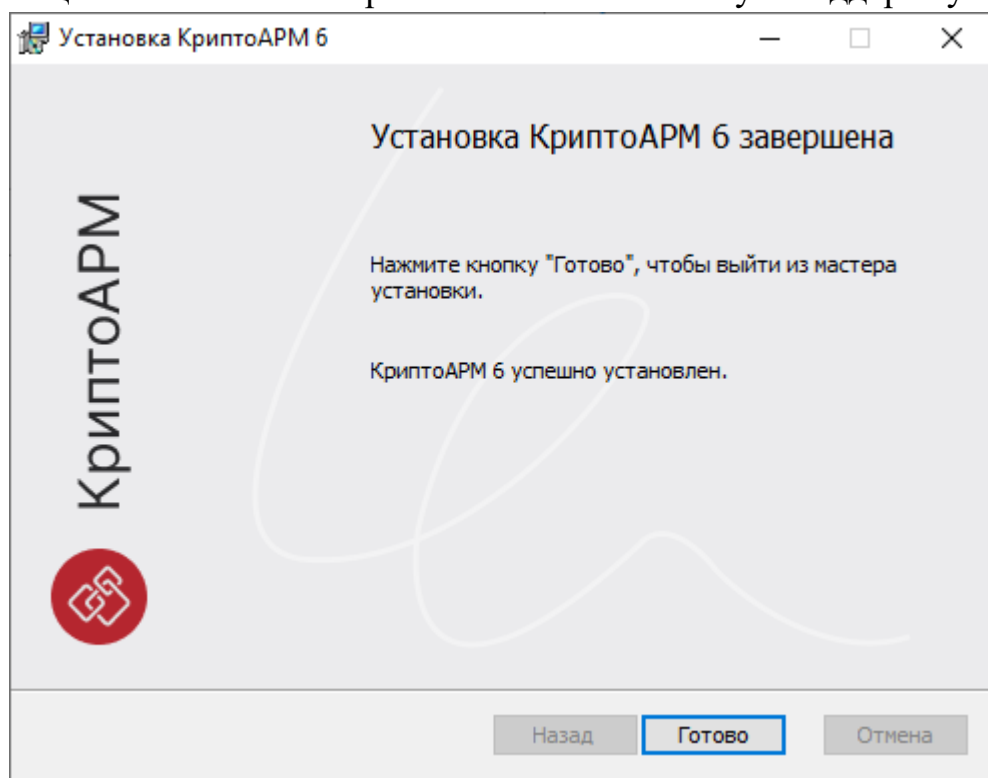 Установка КриптоАРМ 6
КриптоАРМ
Установка КриптоАРМ 6 завершена
Нажмите кнопку "Готово", чтобы выйти из мастера
установки.
КриптоАРМ 6 успешно установлен.
Назад
Готово
Отмена